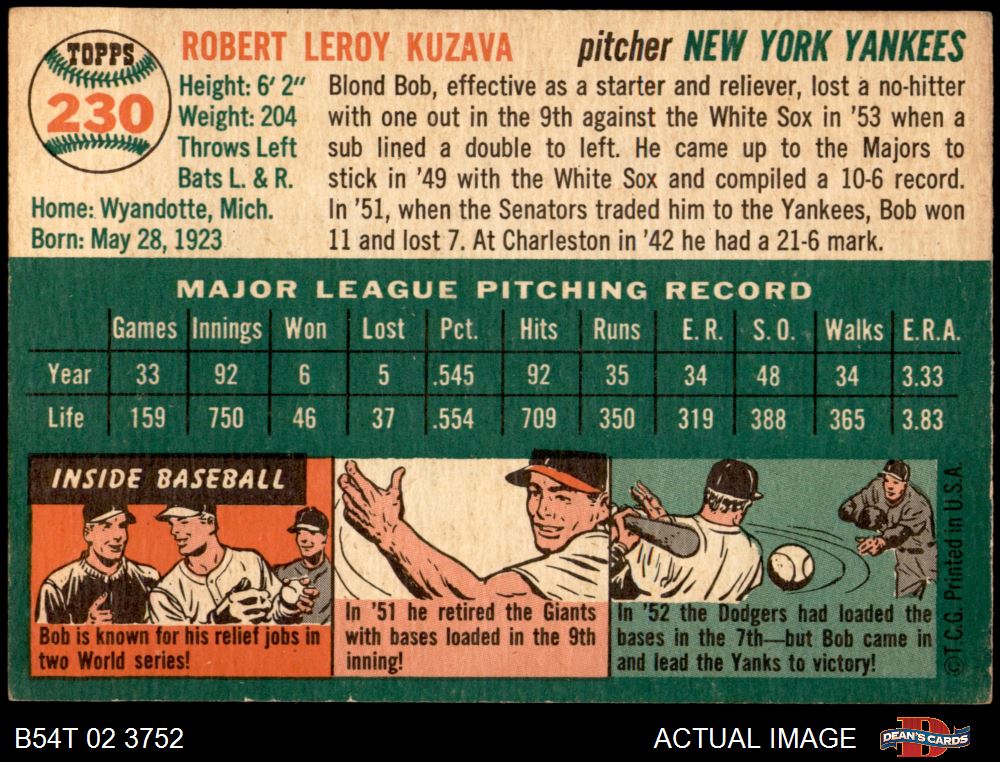 TOPPS
230
ROBERT LEROY KUZAVA
pitcher NEW YORK YANKEES
Height: 6' 2"
Weight: 204
Throws Left
Bats L. & R.
Home: Wyandotte, Mich.
Born: May 28, 1923
Blond Bob, effective as a starter and reliever, lost a no-hitter
with one out in the 9th against the White Sox in '53 when a
sub lined a double to left. He came up to the Majors to
stick in '49 with the White Sox and compiled a 10-6 record.
In '51, when the Senators traded him to the Yankees, Bob won
11 and lost 7. At Charleston in '42 he had a 21-6 mark.
MAJOR LEAGUE PITCHING RECORD
Games Innings Won Lost Pct. Hits Runs E. R. S. O. Walks E.R.A.
Year 33 92 6 5 .545 92 35 34 48 34 3.33
Life 159 750 46 37 .554 709 350 319 388 365 3.83
INSIDE BASEBALL
Bob is known for his relief jobs in
two World series!
In '51 he retired the Giants
with bases loaded in the 9th
inning!
In '52 the Dodgers had loaded the
bases in the 7th—but Bob came in
and lead the Yanks to victory!
©T.C.G. Printed in U.S.A.
B54T 02 3752
ACTUAL IMAGE
DEAN'S CARDS